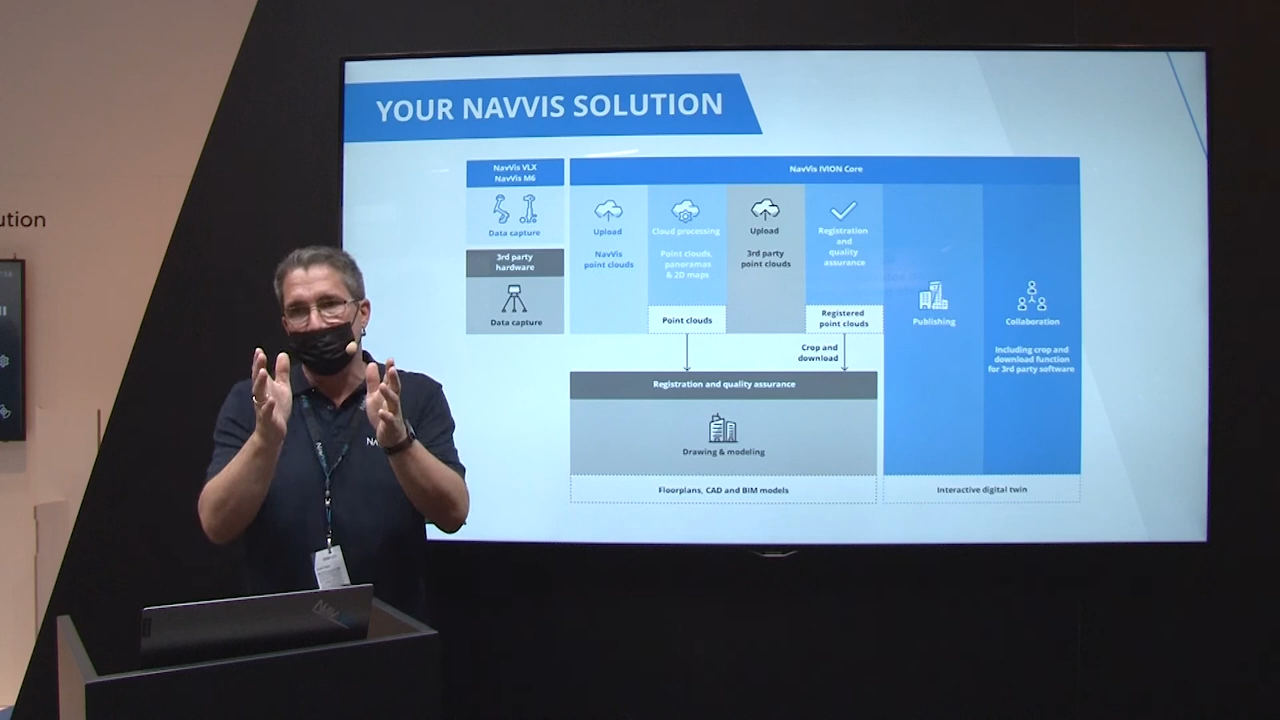 YOUR NAVVIS SOLUTION
NavVis VLX
NavVis M6
Data capture
3rd party
hardware
Data capture
NavVis IVION Core
Upload
NavVis
point clouds
Cloud processing
Point clouds,
panoramas
& 2D maps
Point clouds
Upload
3rd party
point clouds
Registration
and
quality
assurance
Registered
point clouds
Crop and
download
Publishing
Collaboration
Including crop and
download function
for 3rd party software
Registration and quality assurance
Drawing & modeling
Floorplans, CAD and BIM models
Interactive digital twin
ution